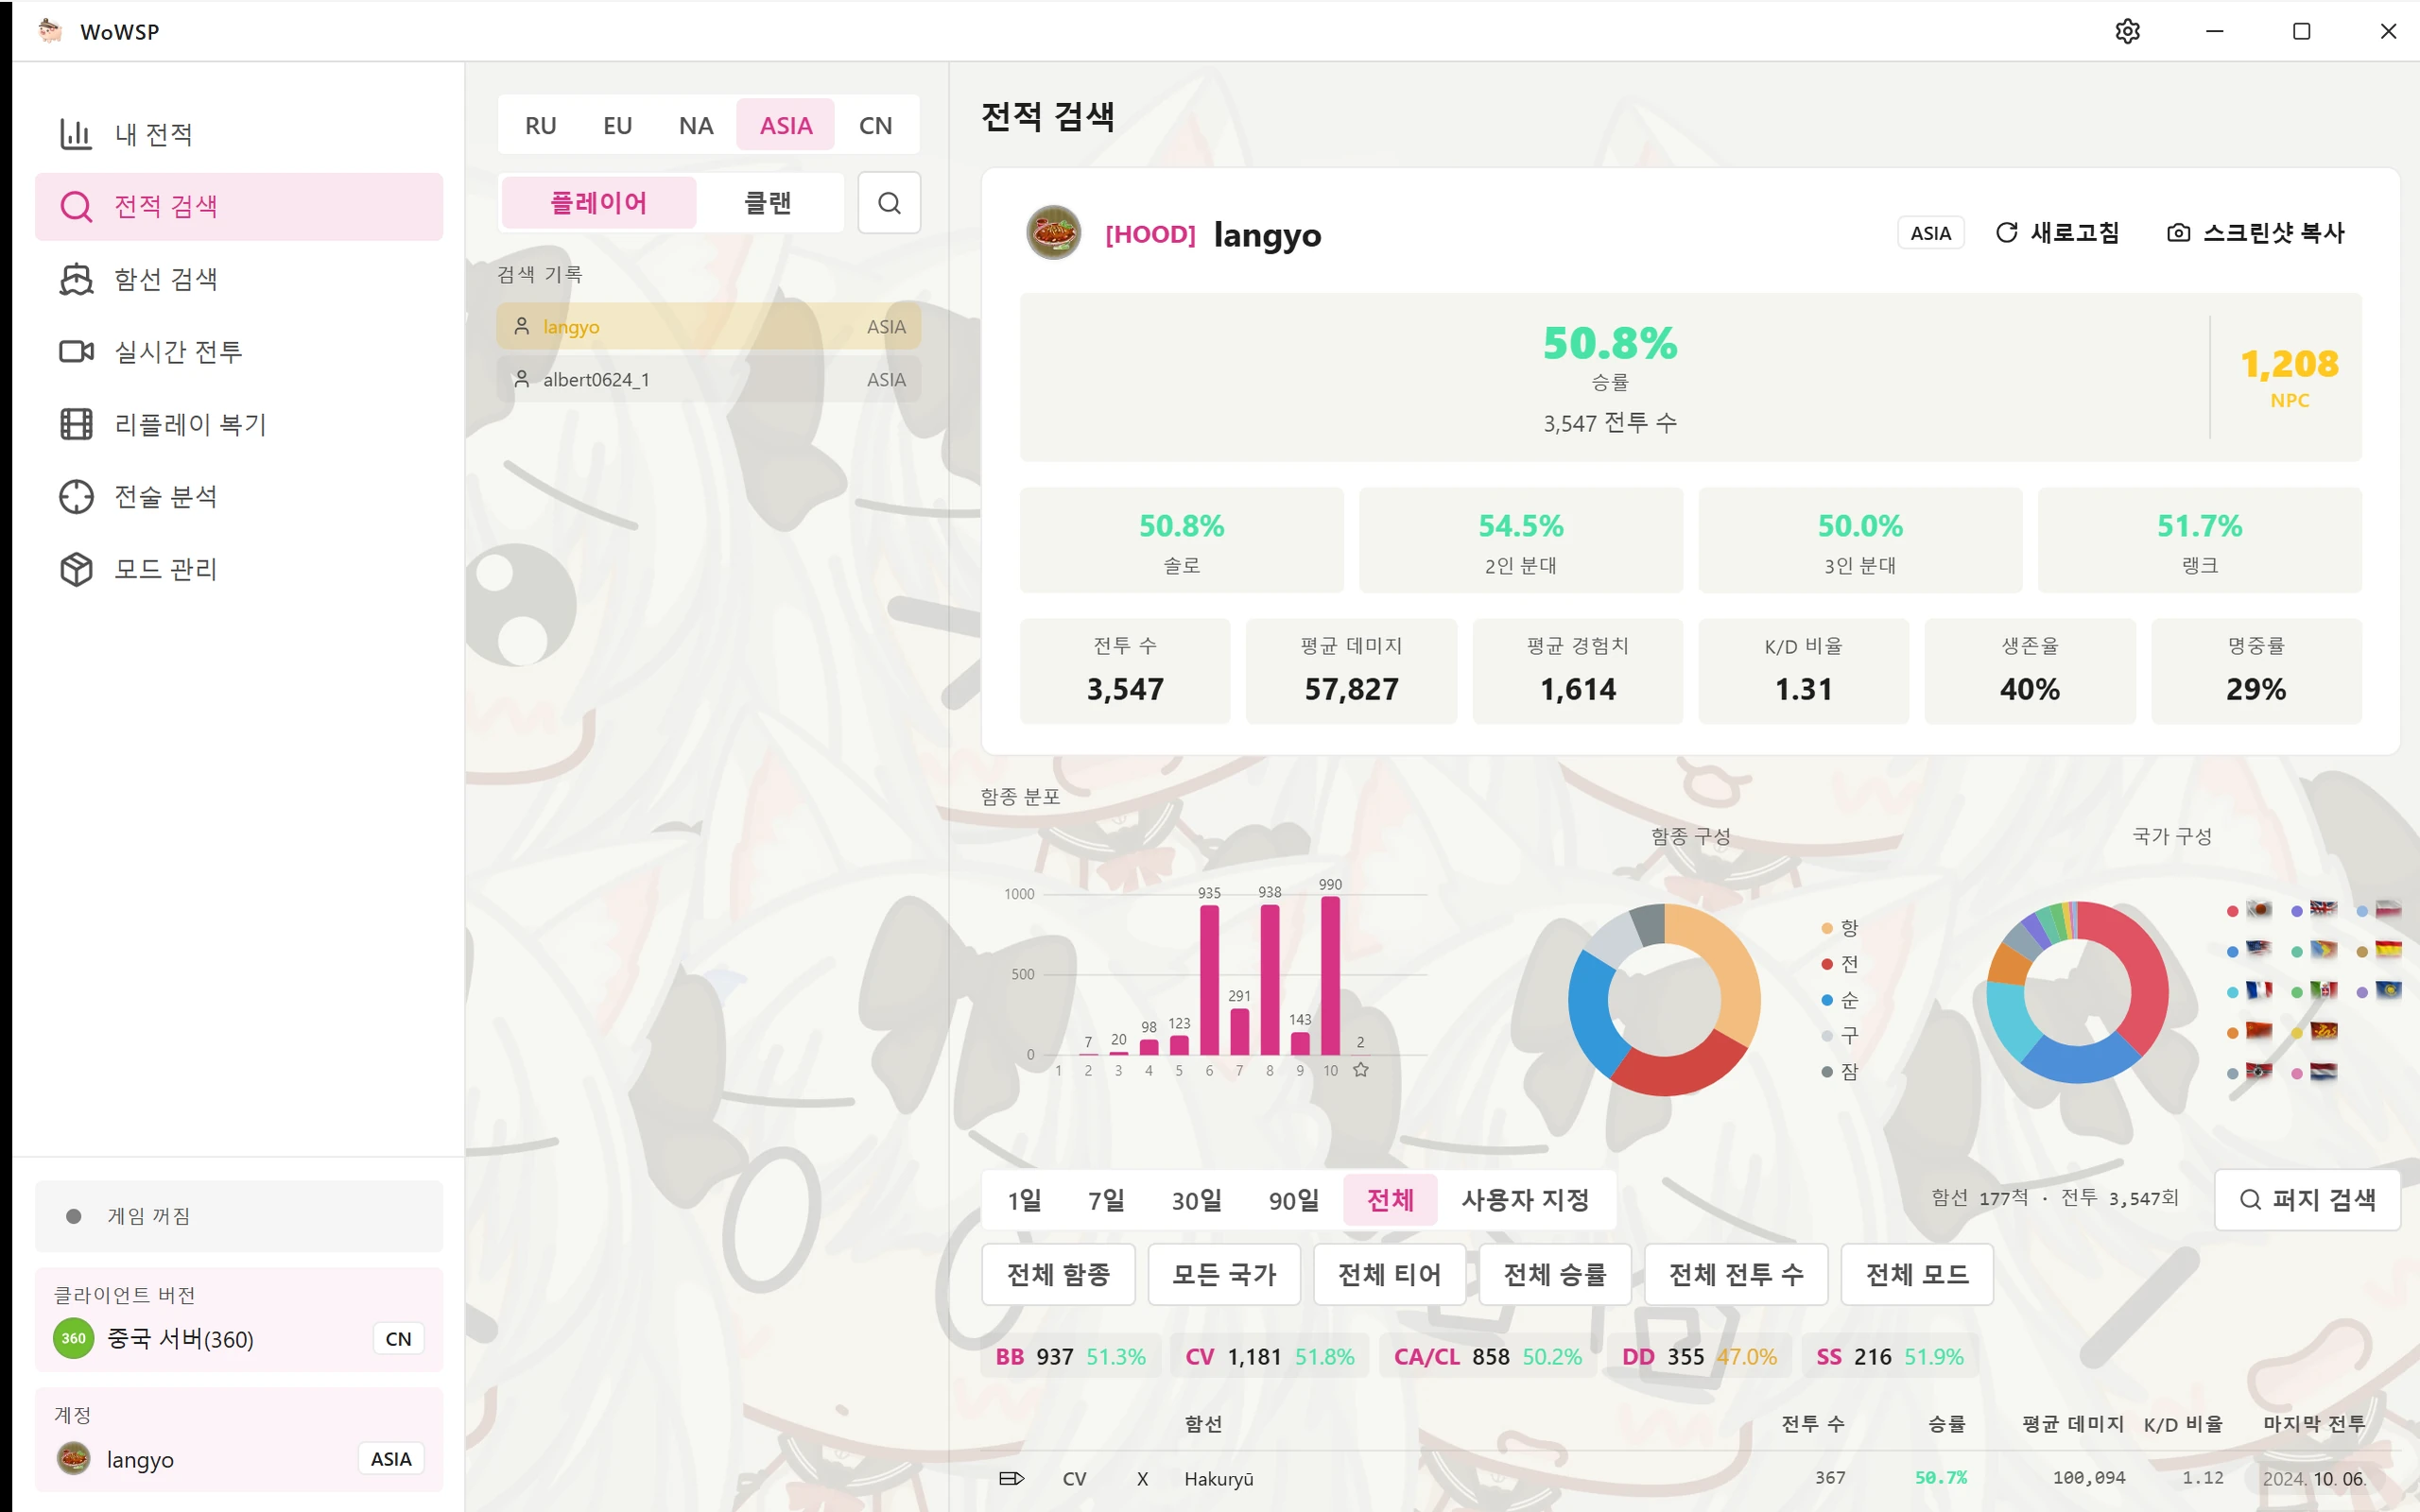 WoWSP
내 전적
전적 검색
함선 검색
실시간 전투
리플레이 복기
전술 분석
모드 관리
게임 꺼짐
클라이언트 버전
360 중국 서버(360) CN
계정
langyo ASIA
RU EU NA ASIA CN
플레이어 클랜
검색 기록
langyo ASIA
albert0624_1 ASIA
전적 검색
[HOOD] langyo ASIA 새로고침 스크린샷 복사
50.8%
승률
3,547 전투 수
1,208
NPC
50.8% 54.5% 50.0% 51.7%
솔로 2인 분대 3인 분대 랭크
전투 수 평균 데미지 평균 경험치 K/D 비율 생존율 명중률
3,547 57,827 1,614 1.31 40% 29%
함종 분포
함종 구성 국가 구성
1000
500
0
7 20 98 123 935 291 938 143 990 2
1 2 3 4 5 6 7 8 9 10
항
전
순
구
잠
1일 7일 30일 90일 전체 사용자 지정 함선 177척 · 전투 3,547회 퍼지 검색
전체 함종 모든 국가 전체 티어 전체 승률 전체 전투 수 전체 모드
BB 937 51.3% CV 1,181 51.8% CA/CL 858 50.2% DD 355 47.0% SS 216 51.9%
함선 전투 수 승률 평균 데미지 K/D 비율 마지막 전투
CV X Hakuryū 367 50.7% 100,094 1.12 2024. 10. 06.